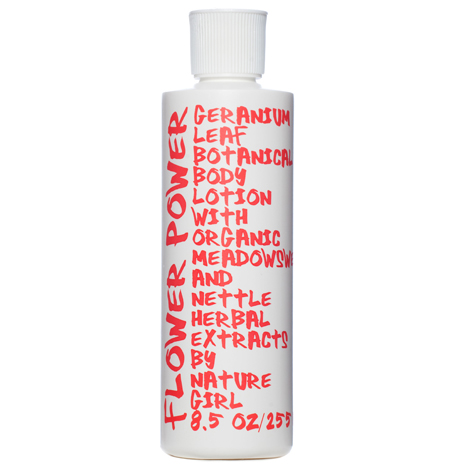 FLOWER POWER
GERANIUM
LEAF
BOTANICAL
BODY
LOTION
WITH
ORGANIC
MEADOWSW
AND
NETTLE
HERBAL
EXTRACTS
BY
NATURE
GIRL
8.5 OZ/255